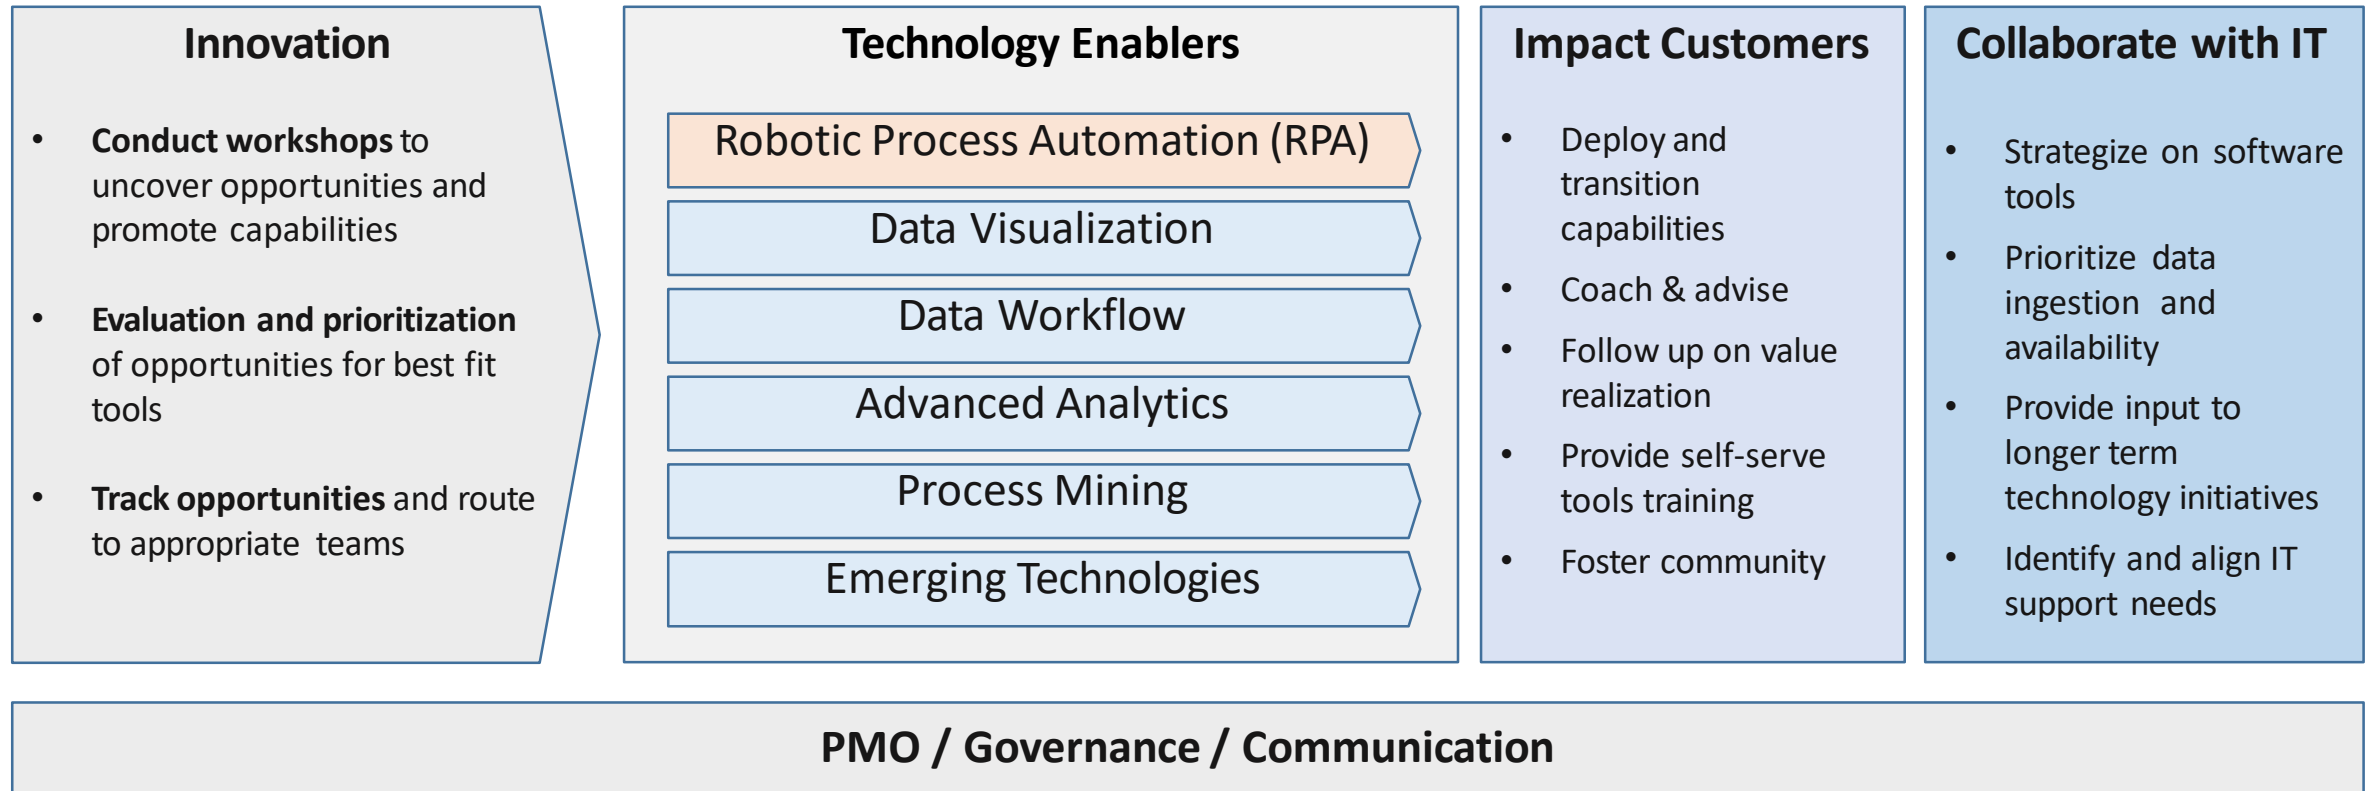 Innovation
• Conduct workshops to
uncover opportunities and
promote capabilities
• Evaluation and prioritization
of opportunities for best fit
tools
• Track opportunities and route
to appropriate teams
Technology Enablers
Robotic Process Automation (RPA)
Data Visualization
Data Workflow
Advanced Analytics
Process Mining
Emerging Technologies
Impact Customers
• Deploy and
transition
capabilities
• Coach & advise
• Follow up on value
realization
• Provide self-serve
tools training
• Foster community
Collaborate with IT
• Strategize on software
tools
• Prioritize data
ingestion and
availability
• Provide input to
longer term
technology initiatives
• Identify and align IT
support needs
PMO / Governance / Communication